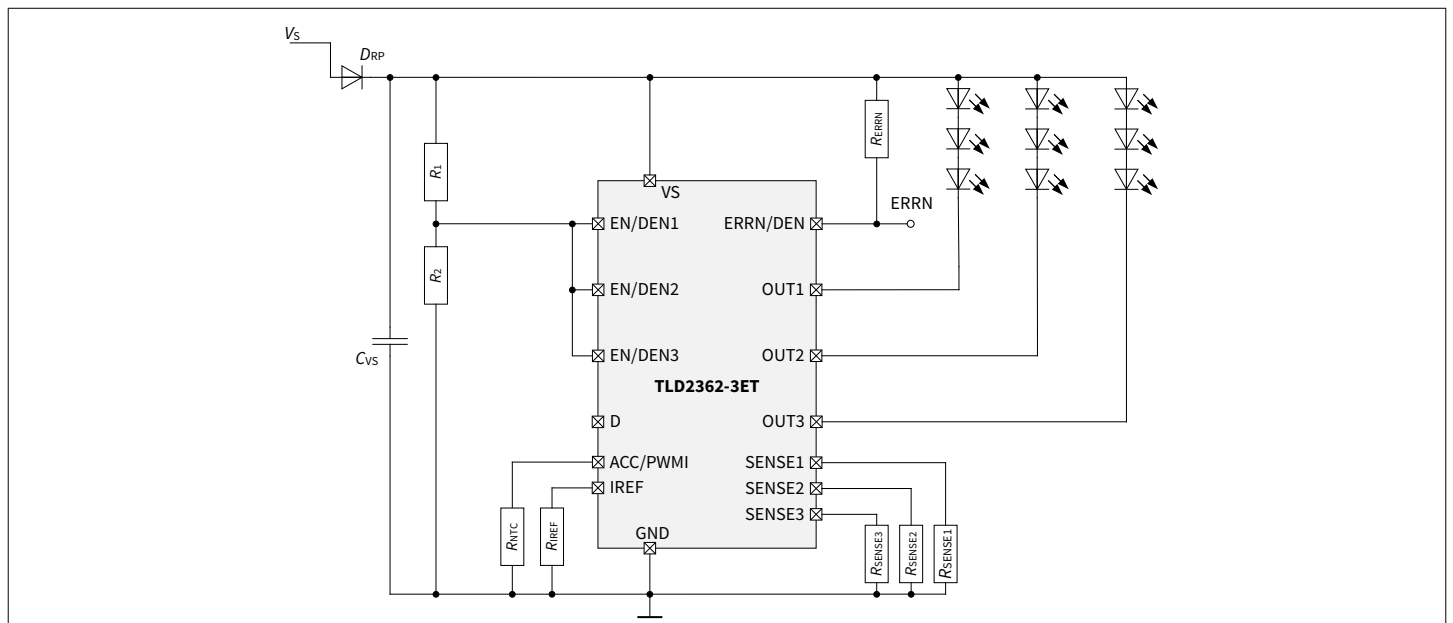 VS
DRP
R1
R2
CVS
RERRN
ERRN
VS
EN/DEN1
ERRN/DEN
EN/DEN2
OUT1
EN/DEN3
OUT2
TLD2362-3ET
D
OUT3
ACC/PWMI
SENSE1
IREF
SENSE2
SENSE3
GND
RNTC
RIREF
RSENSE3
RSENSE2
RSENSE1